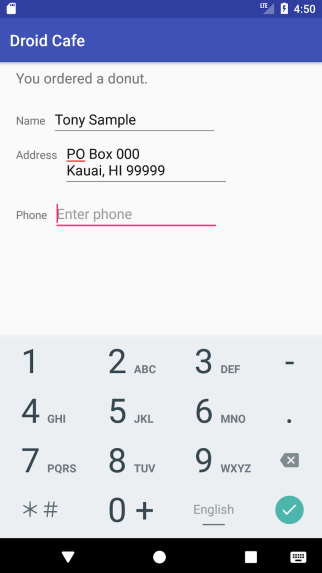 LTE 4:50
Droid Cafe
You ordered a donut.
Name Tony Sample
Address PO Box 000
Kauai, HI 99999
Phone Enter phone
1 2 ABC 3 DEF -
4 GHI 5 JKL 6 MNO .
7 PQRS 8 TUV 9 WXYZ
*# 0 + English